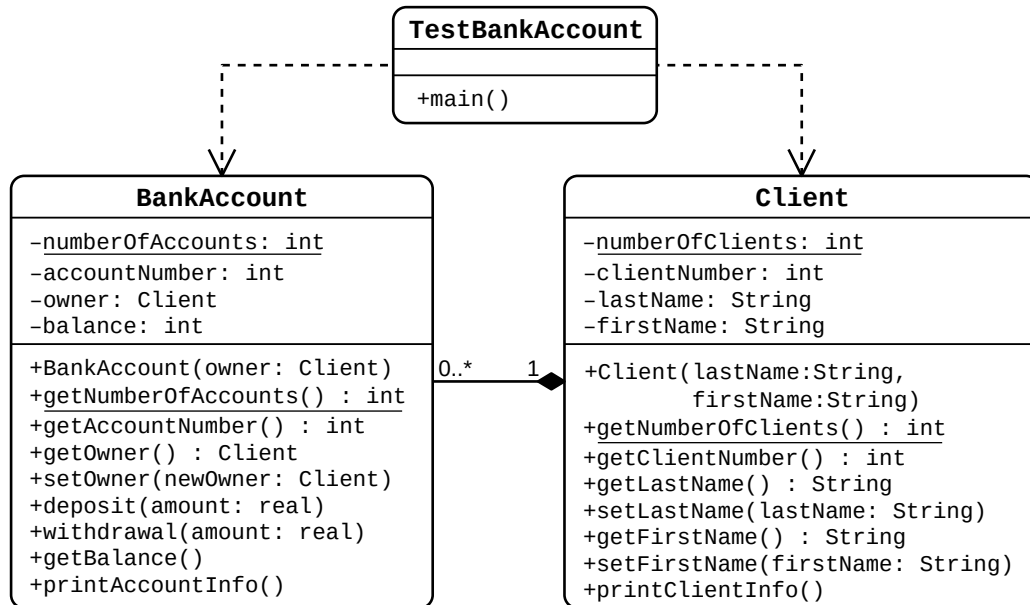 TestBankAccount
+main()
BankAccount
–numberOfAccounts: int
–accountNumber: int
–owner: Client
–balance: int
+BankAccount(owner: Client)
+getNumberOfAccounts() : int
+getAccountNumber() : int
+getOwner() : Client
+setOwner(newOwner: Client)
+deposit(amount: real)
+withdrawal(amount: real)
+getBalance()
+printAccountInfo()
0..*
1
Client
–numberOfClients: int
–clientNumber: int
–lastName: String
–firstName: String
+Client(lastName:String,
firstName:String)
+getNumberOfClients() : int
+getClientNumber() : int
+getLastName() : String
+setLastName(lastName: String)
+getFirstName() : String
+setFirstName(firstName: String)
+printClientInfo()